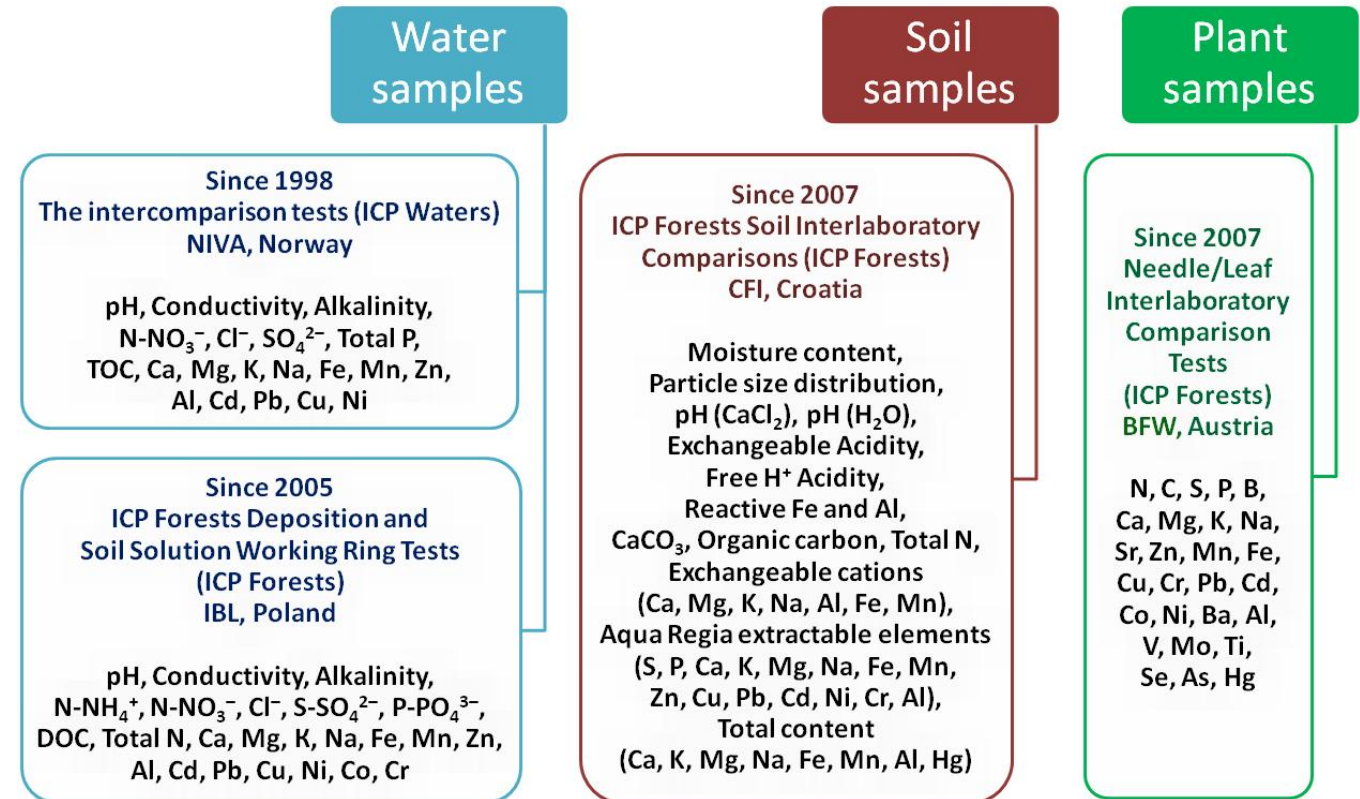 Water
samples
Since 1998
The intercomparison tests (ICP Waters)
NIVA, Norway
pH, Conductivity, Alkalinity,
N-NO₃⁻, Cl⁻, SO₄²⁻, Total P,
TOC, Ca, Mg, K, Na, Fe, Mn, Zn,
Al, Cd, Pb, Cu, Ni
Since 2005
ICP Forests Deposition and
Soil Solution Working Ring Tests
(ICP Forests)
IBL, Poland
pH, Conductivity, Alkalinity,
N-NH₄⁺, N-NO₃⁻, Cl⁻, S-SO₄²⁻, P-PO₄³⁻,
DOC, Total N, Ca, Mg, K, Na, Fe, Mn, Zn,
Al, Cd, Pb, Cu, Ni, Co, Cr
Soil
samples
Since 2007
ICP Forests Soil Interlaboratory
Comparisons (ICP Forests)
CFI, Croatia
Moisture content,
Particle size distribution,
pH (CaCl₂), pH (H₂O),
Exchangeable Acidity,
Free H⁺ Acidity,
Reactive Fe and Al,
CaCO₃, Organic carbon, Total N,
Exchangeable cations
(Ca, Mg, K, Na, Al, Fe, Mn),
Aqua Regia extractable elements
(S, P, Ca, K, Mg, Na, Fe, Mn,
Zn, Cu, Pb, Cd, Ni, Cr, Al),
Total content
(Ca, K, Mg, Na, Fe, Mn, Al, Hg)
Plant
samples
Since 2007
Needle/Leaf
Interlaboratory
Comparison
Tests
(ICP Forests)
BFW, Austria
N, C, S, P, B,
Ca, Mg, K, Na,
Sr, Zn, Mn, Fe,
Cu, Cr, Pb, Cd,
Co, Ni, Ba, Al,
V, Mo, Ti,
Se, As, Hg